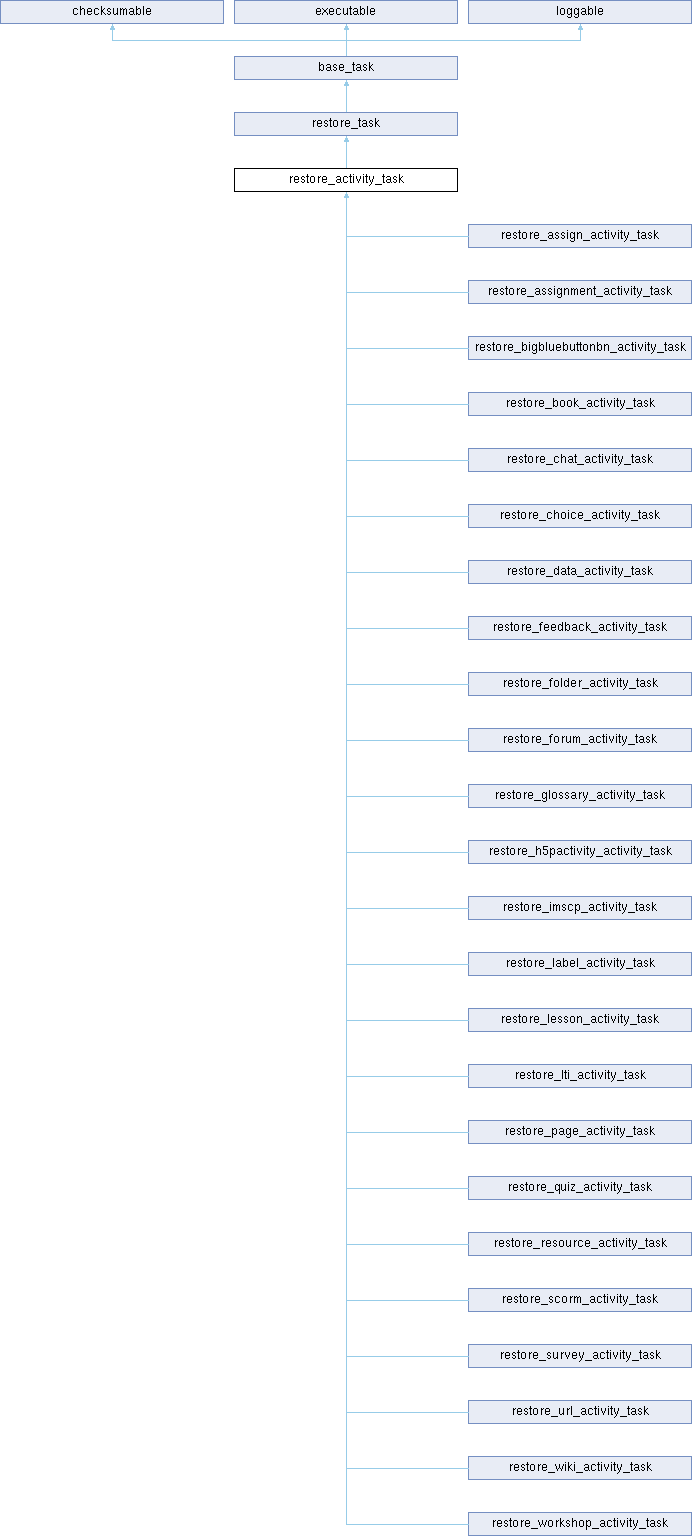 checksumable
executable
loggable
base_task
restore_task
restore_activity_task
restore_assign_activity_task
restore_assignment_activity_task
restore_bigbluebuttonbn_activity_task
restore_book_activity_task
restore_chat_activity_task
restore_choice_activity_task
restore_data_activity_task
restore_feedback_activity_task
restore_folder_activity_task
restore_forum_activity_task
restore_glossary_activity_task
restore_h5pactivity_activity_task
restore_imscp_activity_task
restore_label_activity_task
restore_lesson_activity_task
restore_lti_activity_task
restore_page_activity_task
restore_quiz_activity_task
restore_resource_activity_task
restore_scorm_activity_task
restore_survey_activity_task
restore_url_activity_task
restore_wiki_activity_task
restore_workshop_activity_task